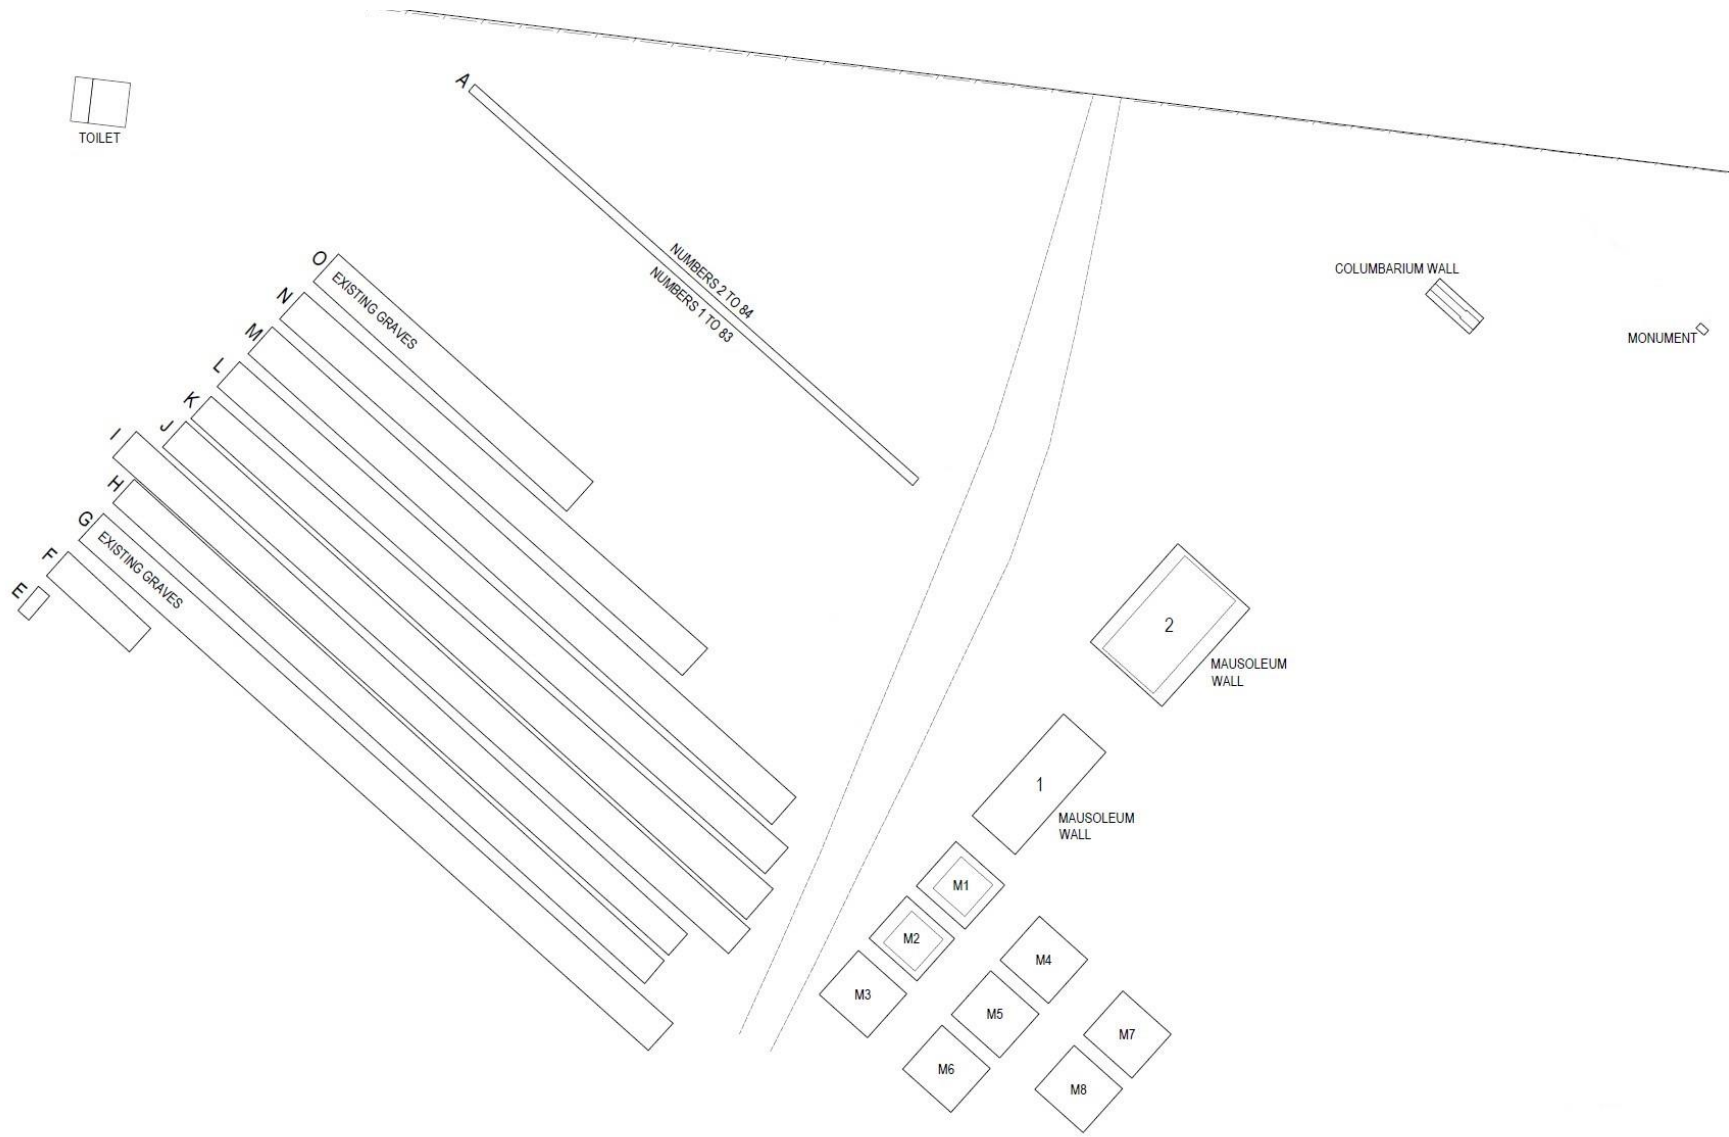 A
TOILET
NUMBERS 2 TO 84
NUMBERS 1 TO 83
COLUMBARIUM WALL
MONUMENT
O
EXISTING GRAVES
N
M
L
K
J
I
H
G
EXISTING GRAVES
F
E
2
MAUSOLEUM
WALL
1
MAUSOLEUM
WALL
M1
M2
M3
M4
M5
M6
M7
M8